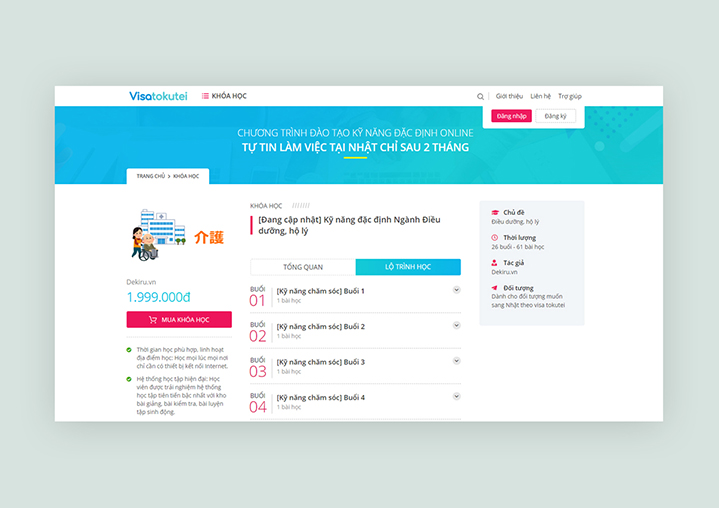 Visatokutei
KHÓA HỌC
Giới thiệu
Liên hệ
Trợ giúp
Đăng nhập
Đăng ký
CHƯƠNG TRÌNH ĐÀO TẠO KỸ NĂNG ĐẶC ĐỊNH ONLINE
TỰ TIN LÀM VIỆC TẠI NHẬT CHỈ SAU 2 THÁNG
TRANG CHỦ > KHÓA HỌC
介護
Dekiru.vn
1.999.000đ
MUA KHÓA HỌC
Thời gian học phù hợp, linh hoạt
địa điểm học: Học mọi lúc mọi nơi
chỉ cần có thiết bị kết nối Internet.
Hệ thống học tập hiện đại: Học
viên được trải nghiệm hệ thống
học tập tiên tiến bậc nhất với kho
bài giảng, bài kiểm tra, bài luyện
tập sinh động.
KHÓA HỌC ///////
[Đang cập nhật] Kỹ năng đặc định Ngành Điều
dưỡng, hộ lý
TỔNG QUAN
LỘ TRÌNH HỌC
BUỔI
01
[Kỹ năng chăm sóc] Buổi 1
1 bài học
BUỔI
02
[Kỹ năng chăm sóc] Buổi 2
1 bài học
BUỔI
03
[Kỹ năng chăm sóc] Buổi 3
1 bài học
BUỔI
04
[Kỹ năng chăm sóc] Buổi 4
1 bài học
Chủ đề
Điều dưỡng, hộ lý
Thời lượng
26 buổi - 61 bài học
Tác giả
Dekiru.vn
Đối tượng
Dành cho đối tượng muốn
sang Nhật theo visa tokutei